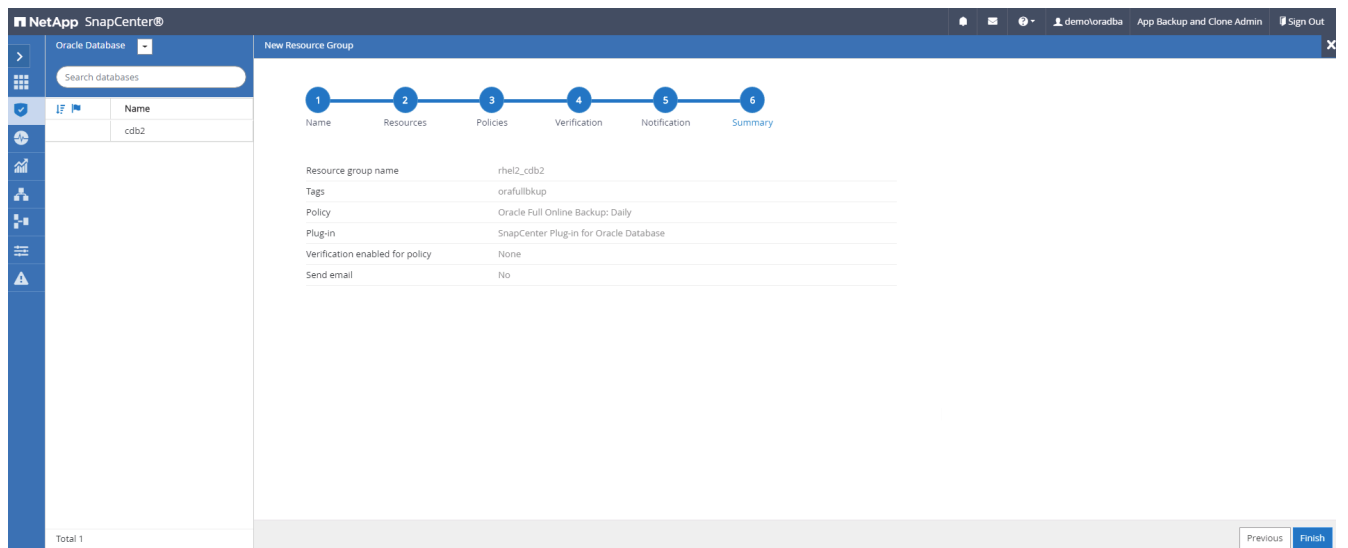 NetApp SnapCenter®
demo\oradba App Backup and Clone Admin Sign Out
Oracle Database
New Resource Group
Search databases
Name
cdb2
1 2 3 4 5 6
Name Resources Policies Verification Notification Summary
Resource group name rhel2_cdb2
Tags orafullbkup
Policy Oracle Full Online Backup: Daily
Plug-in SnapCenter Plug-in for Oracle Database
Verification enabled for policy None
Send email No
Total 1
Previous Finish